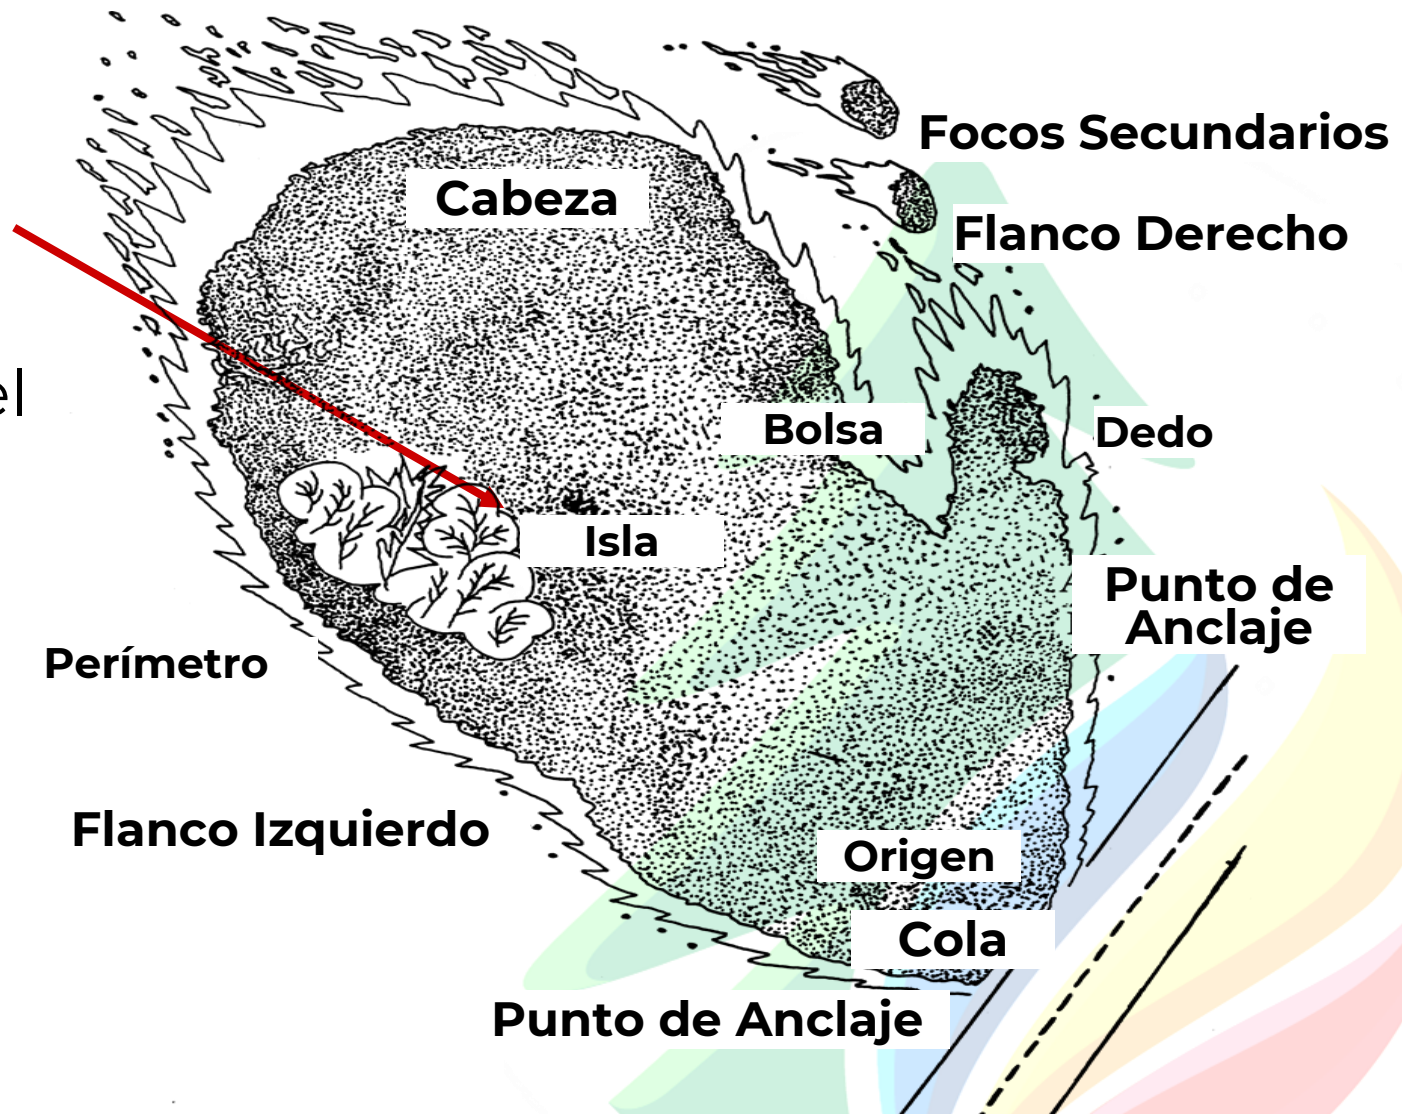 Focos Secundarios
Cabeza
Flanco Derecho
el
Bolsa
Dedo
Isla
Punto de
Anclaje
Perímetro
Flanco Izquierdo
Origen
Cola
Punto de Anclaje